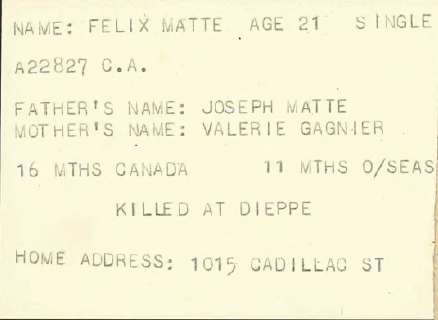 NAME: FELIX MATTE AGE 21 SINGLE
A22827 C.A.
FATHER'S NAME: JOSEPH MATTE
MOTHER'S NAME: VALERIE GAGNIER
16 MTHS CANADA 11 MTHS O/SEAS
KILLED AT DIEPPE
HOME ADDRESS: 1015 CADILLAC ST